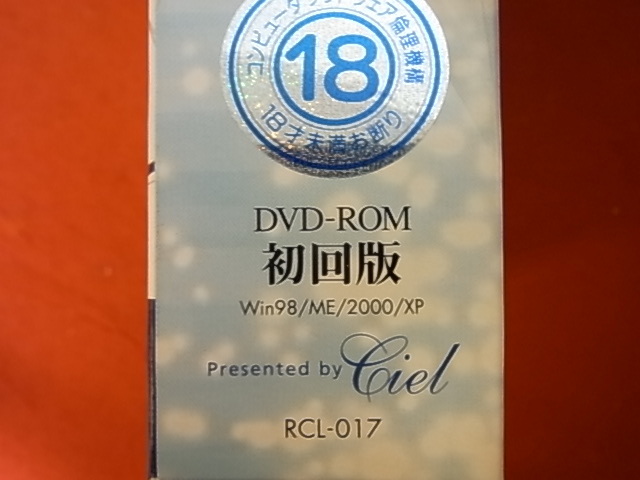 コンピュータソフトウェア倫理機構
18
18才未満お断り
DVD-ROM
初回版
Win98/ME/2000/XP
Presented by Ciel
RCL-017